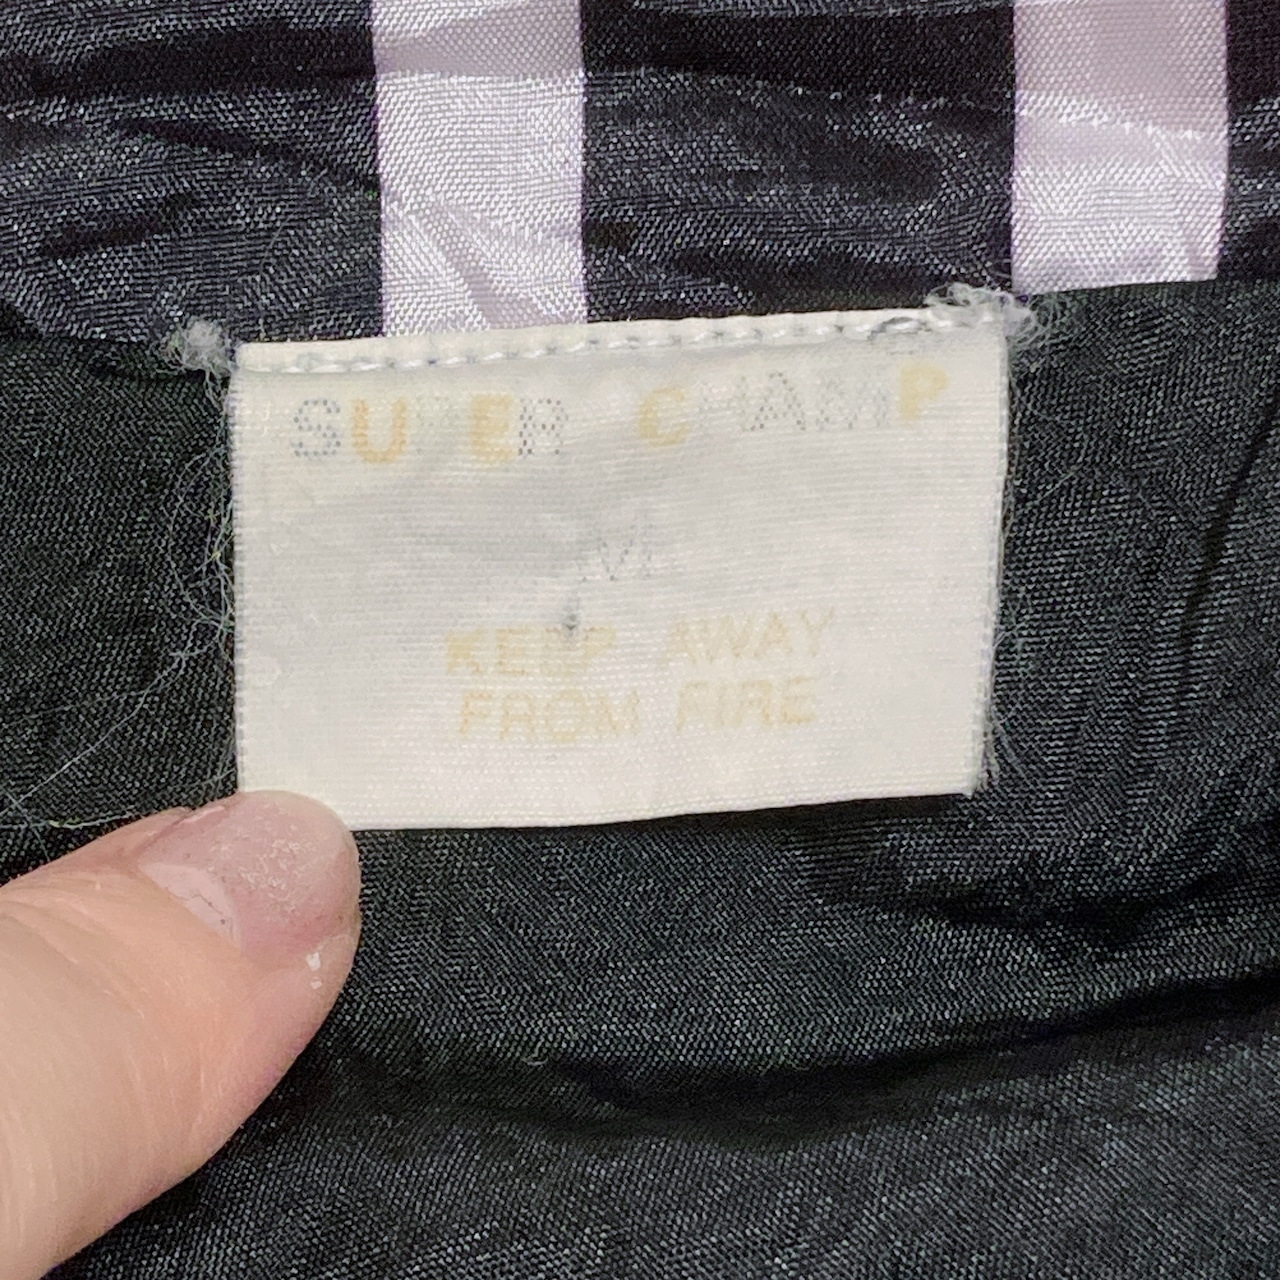 SUPER CHAMP
M
KEEP AWAY
FROM FIRE